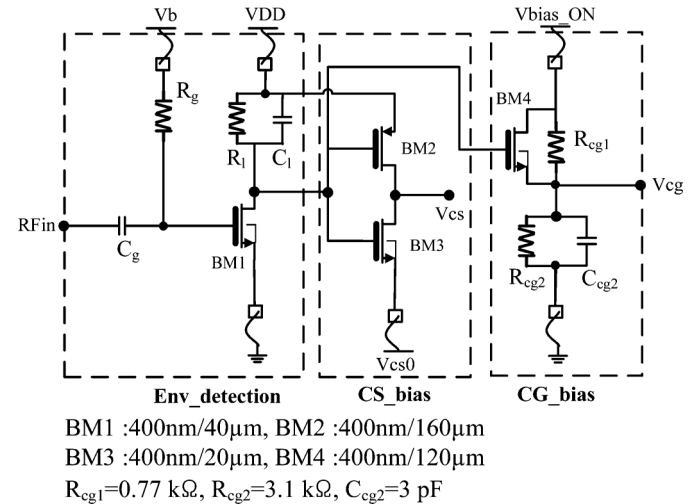 Vb
VDD
Vbias_ON
Rg
Rl
Cl
BM4
Rcg1
BM2
RFin
Cg
BM1
Vcs
BM3
Vcg
Rcg2
Ccg2
Vcs0
Env_detection
CS_bias
CG_bias
BM1 :400nm/40μm, BM2 :400nm/160μm
BM3 :400nm/20μm, BM4 :400nm/120μm
Rcg1=0.77 kΩ, Rcg2=3.1 kΩ, Ccg2=3 pF